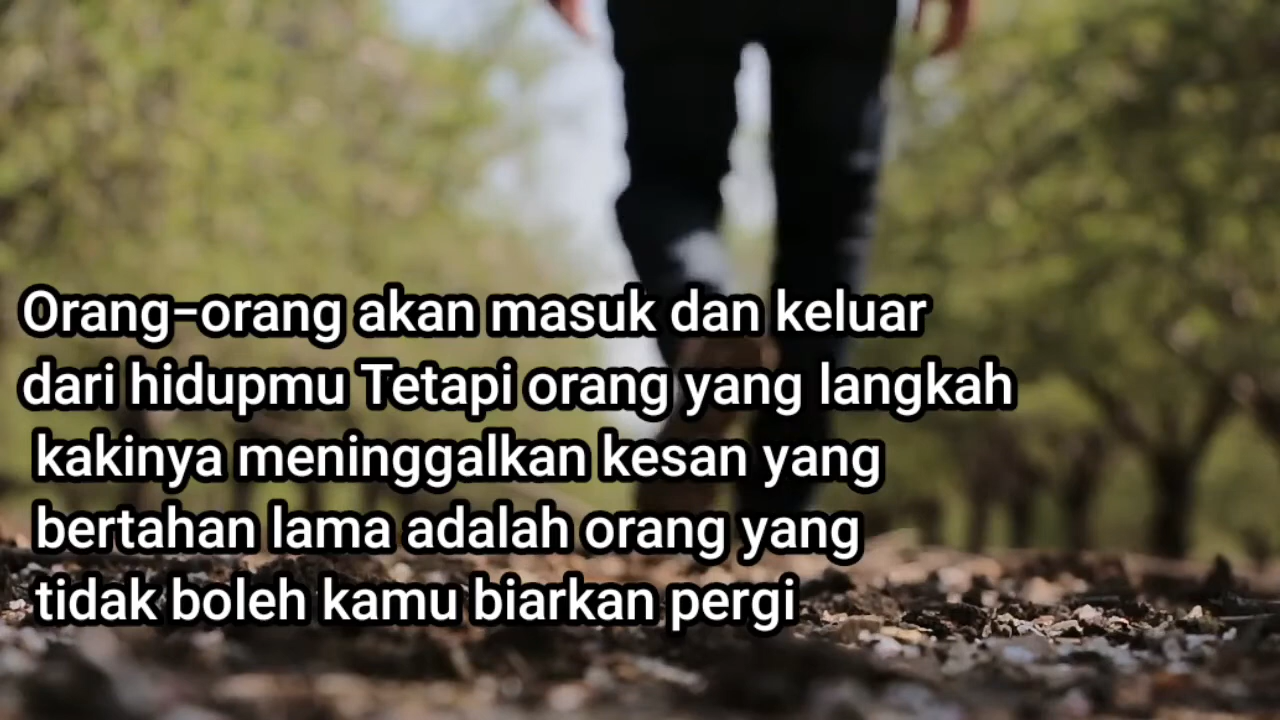 Orang-orang akan masuk dan keluar
dari hidupmu Tetapi orang yang langkah
kakinya meninggalkan kesan yang
bertahan lama adalah orang yang
tidak boleh kamu biarkan pergi